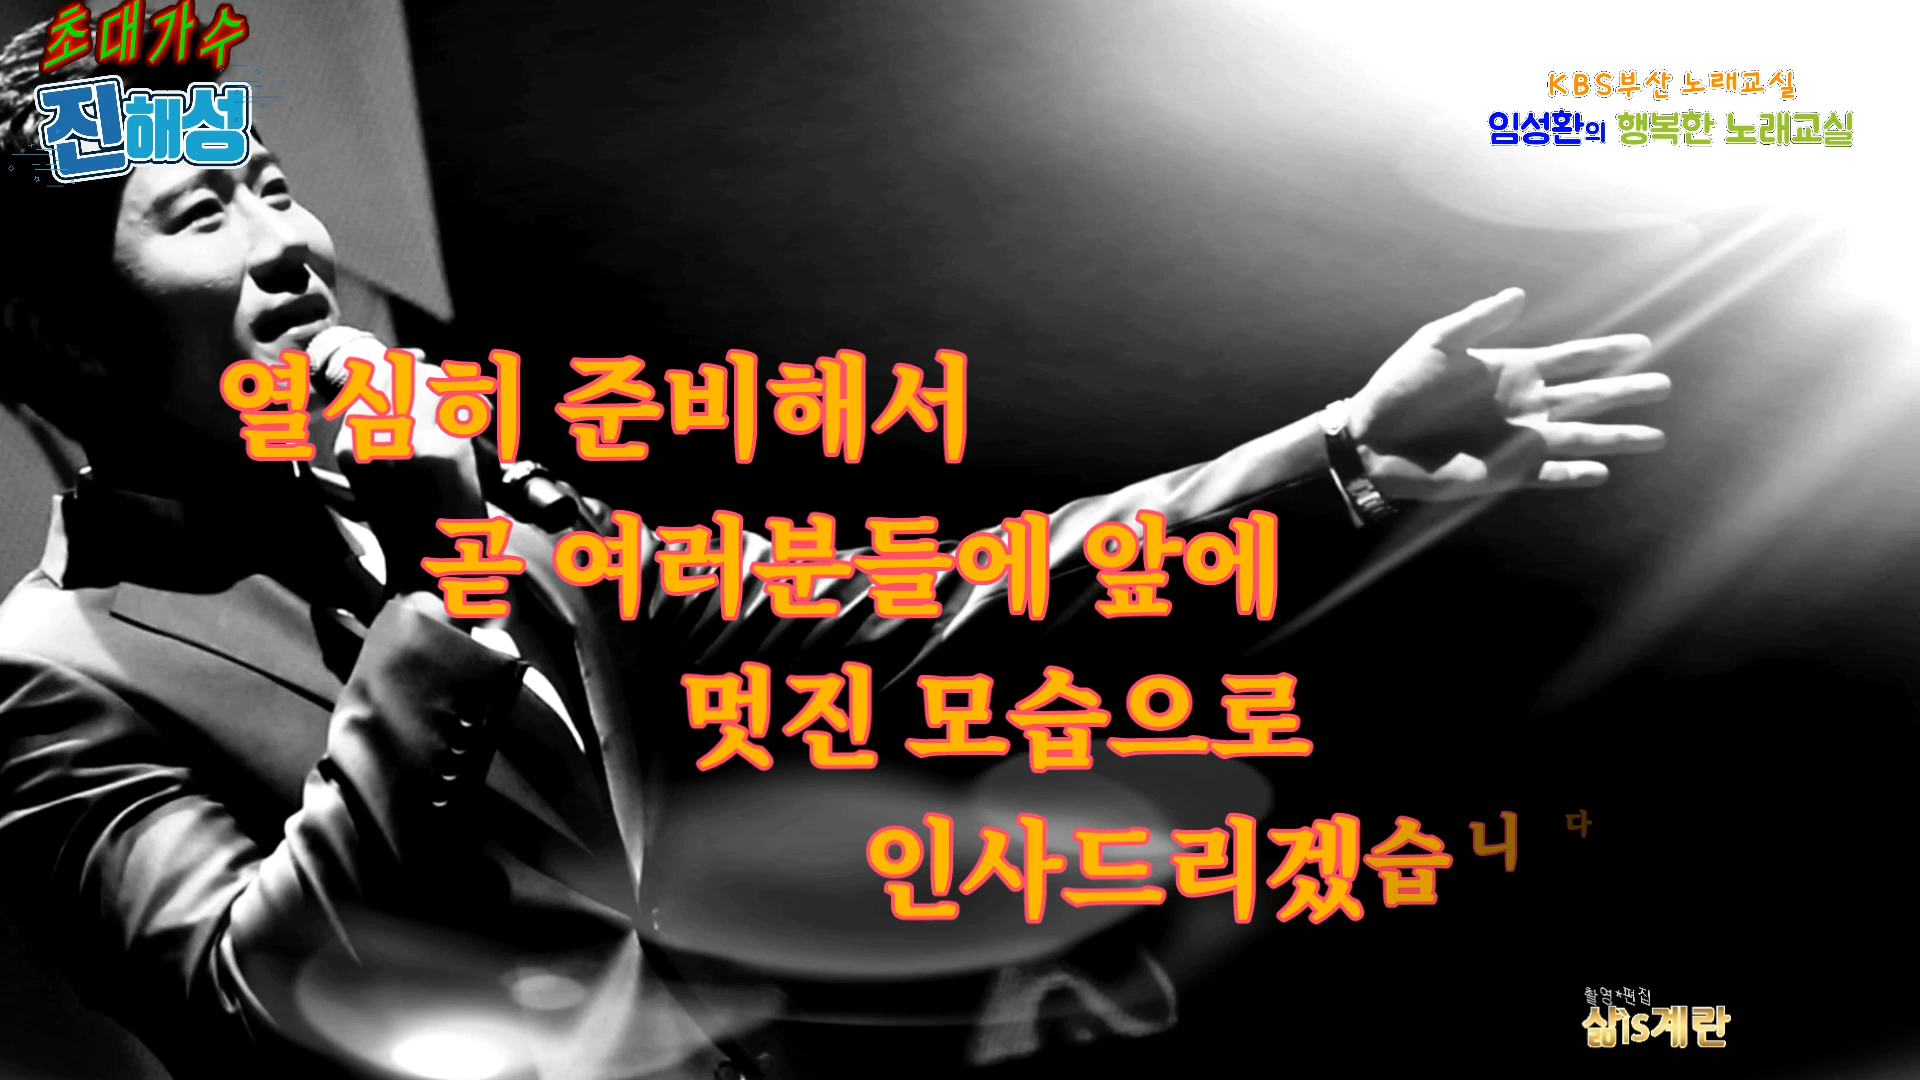 초대가수
진해성
KBS부산 노래교실
임성환의 행복한 노래교실
열심히 준비해서
곧 여러분들에 앞에
멋진 모습으로
인사드리겠습니다
촬영*편집
삶is계란